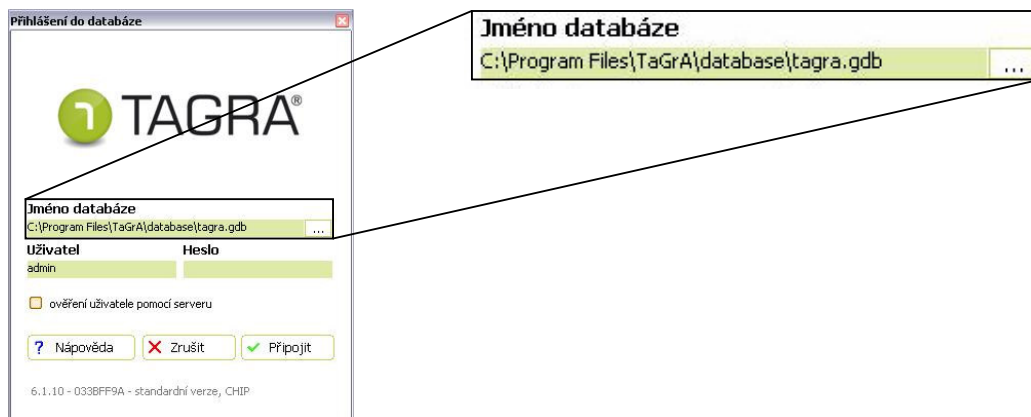 Přihlášení do databáze
TAGRA®
Jméno databáze
C:\Program Files\TaGrA\database\tagra.gdb ...
Uživatel Heslo
admin
ověření uživatele pomocí serveru
? Nápověda Zrušit Připojit
6.1.10 - 033BFF9A - standardní verze, CHIP
Jméno databáze
C:\Program Files\TaGrA\database\tagra.gdb ...